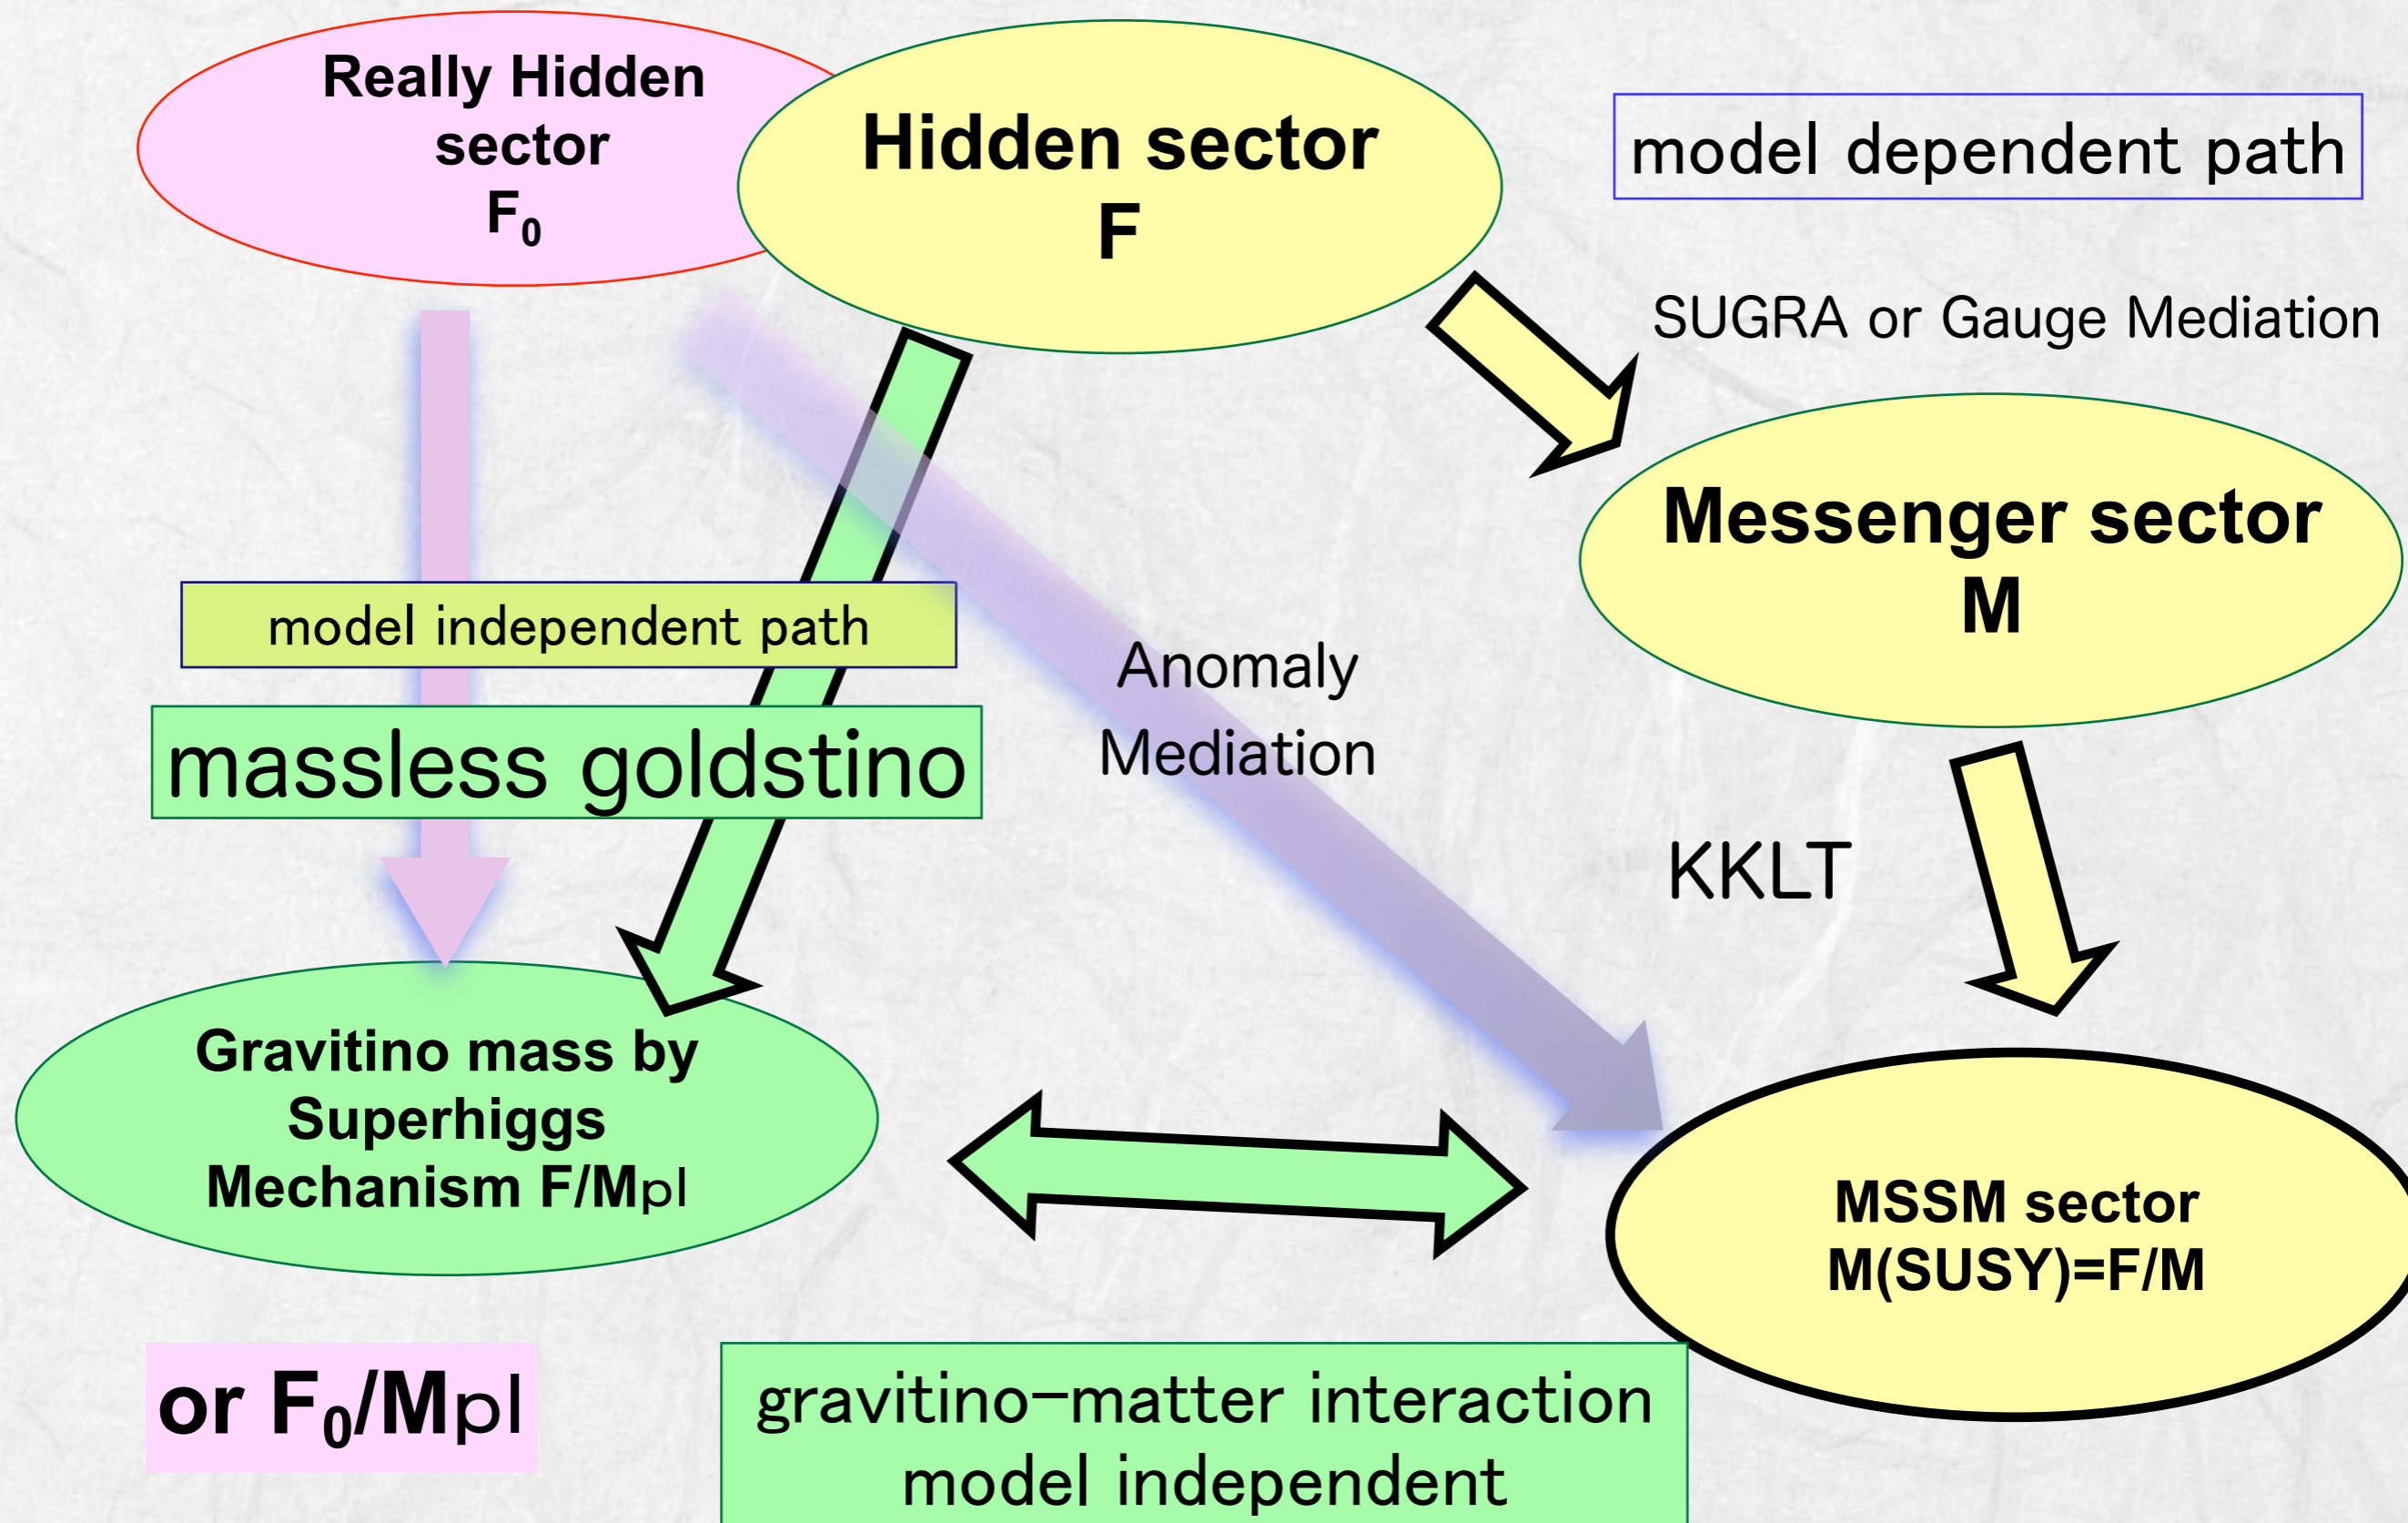 Really Hidden
sector
F₀
Hidden sector
F
model dependent path
SUGRA or Gauge Mediation
Messenger sector
M
model independent path
massless goldstino
Anomaly
Mediation
KKLT
Gravitino mass by
Superhiggs
Mechanism F/Mpl
MSSM sector
M(SUSY)=F/M
or F₀/Mpl
gravitino-matter interaction
model independent